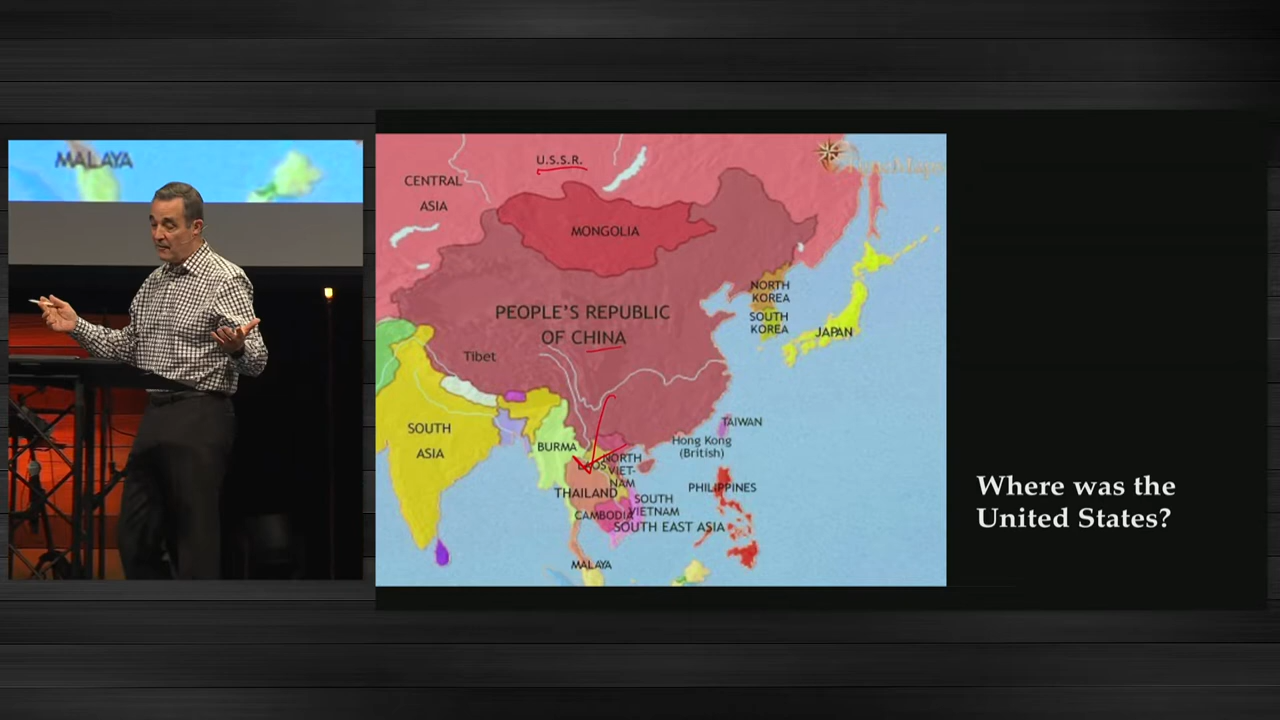 MALAYA
U.S.S.R.
CENTRAL
ASIA
MONGOLIA
NORTH
KOREA
PEOPLE'S REPUBLIC
OF CHINA
SOUTH
KOREA
JAPAN
Tibet
SOUTH
ASIA
TAIWAN
Hong Kong
(British)
BURMA
LAOS
NORTH
VIET-
NAM
THAILAND
PHILIPPINES
SOUTH
VIETNAM
CAMBODIA
SOUTH EAST ASIA
MALAYA
Where was the
United States?